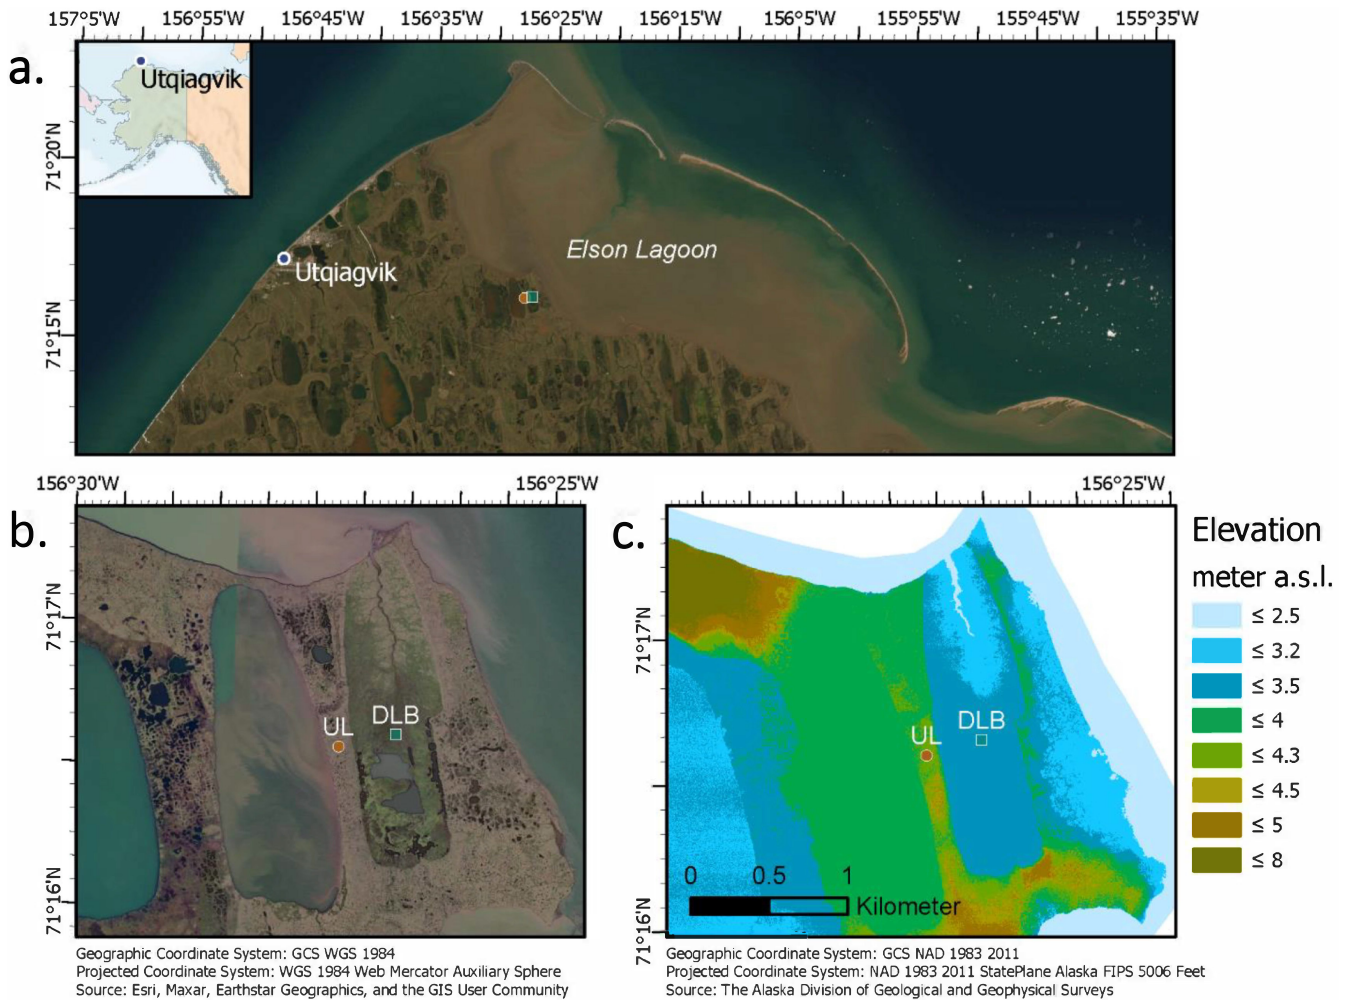 157°5'W 156°55'W 156°45'W 156°35'W 156°25'W 156°15'W 156°5'W 155°55'W 155°45'W 155°35'W
a.
Utqiagvik
71°20'N
Elson Lagoon
Utqiagvik
71°15'N
156°30'W 156°25'W
156°25'W
b.
71°17'N
UL
DLB
71°16'N
Geographic Coordinate System: GCS WGS 1984
Projected Coordinate System: WGS 1984 Web Mercator Auxiliary Sphere
Source: Esri, Maxar, Earthstar Geographics, and the GIS User Community
c.
71°17'N
UL
DLB
0 0.5 1
Kilometer
71°16'N
Geographic Coordinate System: GCS NAD 1983 2011
Projected Coordinate System: NAD 1983 2011 StatePlane Alaska FIPS 5006 Feet
Source: The Alaska Division of Geological and Geophysical Surveys
Elevation
meter a.s.l.
≤ 2.5
≤ 3.2
≤ 3.5
≤ 4
≤ 4.3
≤ 4.5
≤ 5
≤ 8